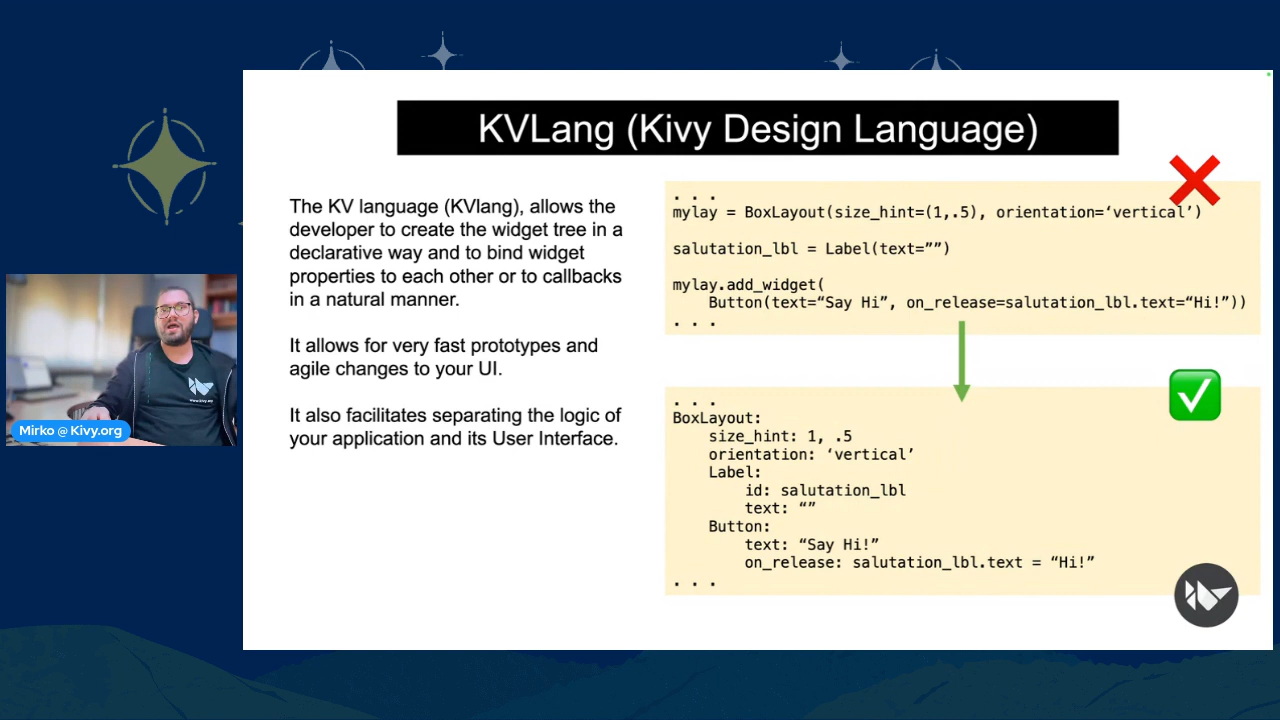 KVLang (Kivy Design Language)
The KV language (KVlang), allows the
developer to create the widget tree in a
declarative way and to bind widget
properties to each other or to callbacks
in a natural manner.
It allows for very fast prototypes and
agile changes to your UI.
It also facilitates separating the logic of
your application and its User Interface.
. . .
mylay = BoxLayout(size_hint=(1,.5), orientation=‘vertical’)
salutation_lbl = Label(text=””)
mylay.add_widget(
Button(text=“Say Hi”, on_release=salutation_lbl.text=“Hi!”))
. . .
. . .
BoxLayout:
size_hint: 1, .5
orientation: ‘vertical’
Label:
id: salutation_lbl
text: “”
Button:
text: “Say Hi!”
on_release: salutation_lbl.text = “Hi!”
. . .
Mirko @ Kivy.org